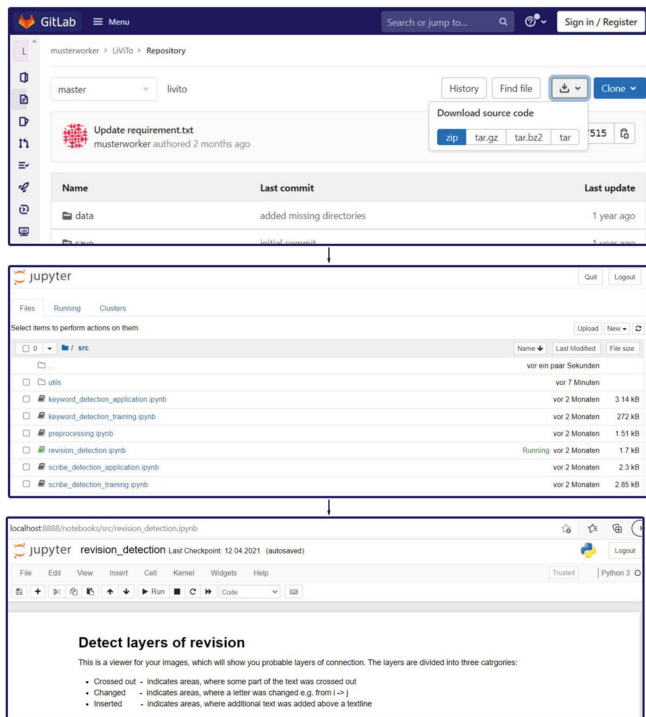 GitLab Menu Search or jump to... Sign in / Register
L musterworker > LiViTo > Repository
master livito History Find file Clone
Download source code
zip tar.gz tar.bz2 tar
Update requirement.txt
musterworker authored 2 months ago 515
Name Last commit Last update
data added missing directories 1 year ago
save initial commit 1 year ago
jupyter Quit Logout
Files Running Clusters
Select items to perform actions on them.
Upload New
0 / src Name Last Modified File size
.. vor ein paar Sekunden
utils vor 7 Minuten
keyword_detection_application.ipynb vor 2 Monaten 3.14 kB
keyword_detection_training.ipynb vor 2 Monaten 272 kB
preprocessing.ipynb vor 2 Monaten 1.51 kB
revision_detection.ipynb Running vor 2 Monaten 1.7 kB
scribe_detection_application.ipynb vor 2 Monaten 2.3 kB
scribe_detection_training.ipynb vor 2 Monaten 2.85 kB
localhost:8888/notebooks/src/revision_detection.ipynb
jupyter revision_detection Last Checkpoint: 12.04.2021 (autosaved) Logout
File Edit View Insert Cell Kernel Widgets Help Trusted Python 3
Run Code
Detect layers of revision
This is a viewer for your images, which will show you probable layers of connection. The layers are divided into three catrgories:
• Crossed out - indicates areas, where some part of the text was crossed out
• Changed - indicates areas, where a letter was changed e.g. from i -> j
• Inserted - indicates areas, where additional text was added above a textline